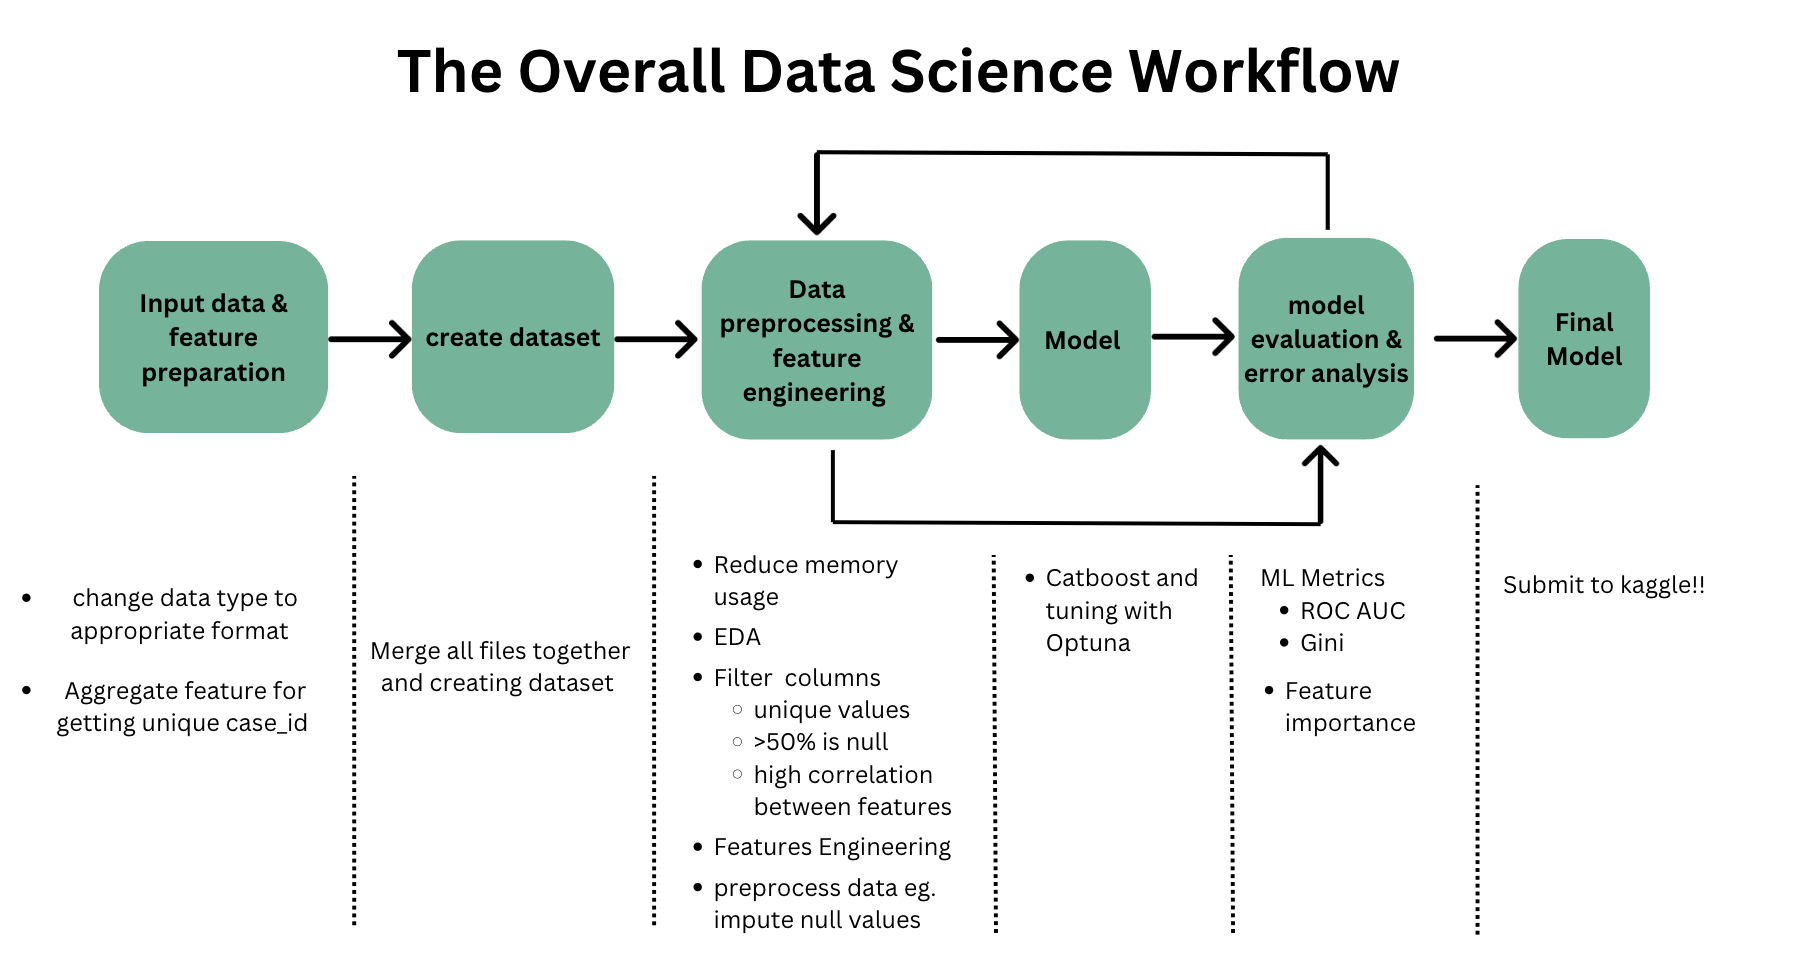 The Overall Data Science Workflow
Input data &
feature
preparation
create dataset
Data
preprocessing &
feature
engineering
Model
model
evaluation &
error analysis
Final
Model
• change data type to
appropriate format
• Aggregate feature for
getting unique case_id
Merge all files together
and creating dataset
• Reduce memory
usage
• EDA
• Filter  columns
○ unique values
○ >50% is null
○ high correlation
between features
• Features Engineering
• preprocess data eg.
impute null values
• Catboost and
tuning with
Optuna
ML Metrics
• ROC AUC
• Gini
• Feature
importance
Submit to kaggle!!